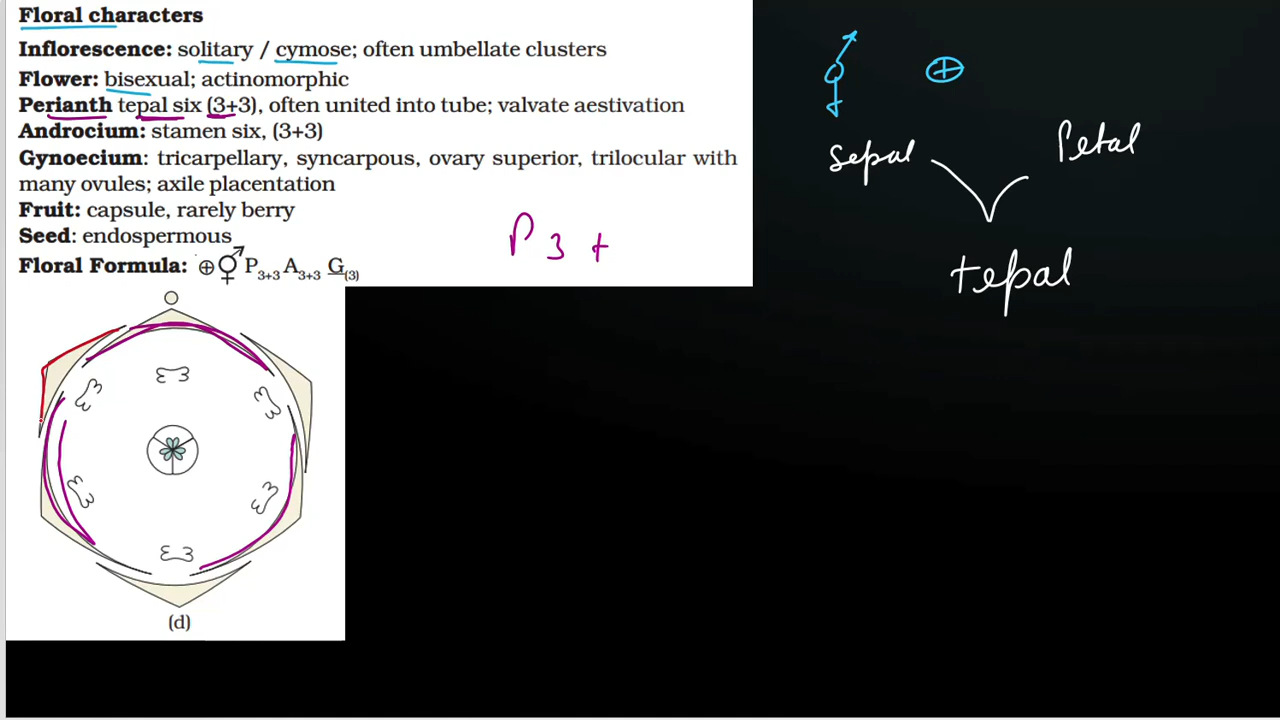 Floral characters
Inflorescence: solitary / cymose; often umbellate clusters
Flower: bisexual; actinomorphic
Perianth tepal six (3+3), often united into tube; valvate aestivation
Androcium: stamen six, (3+3)
Gynoecium: tricarpellary, syncarpous, ovary superior, trilocular with
many ovules; axile placentation
Fruit: capsule, rarely berry
Seed: endospermous
Floral Formula: ⊕ ⚥ P3+3 A3+3 G(3)
P 3 +
(d)
⊕
Sepal
Petal
tepal